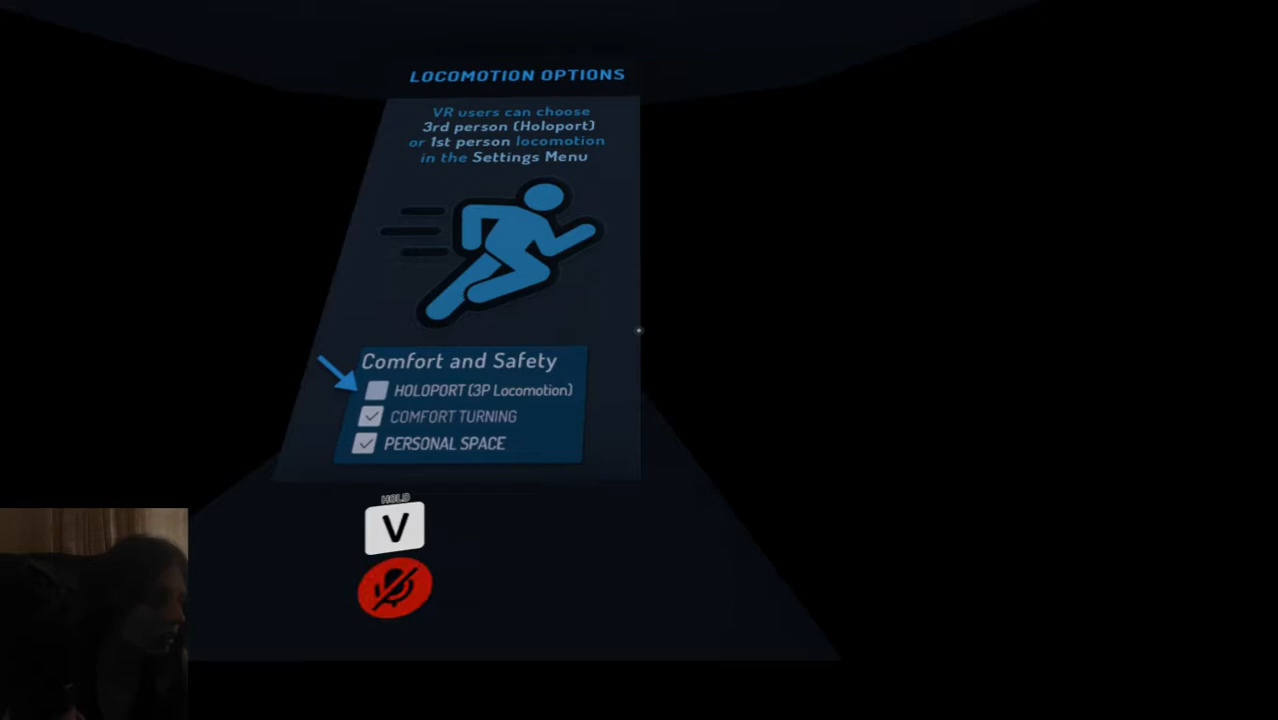 LOCOMOTION OPTIONS
VR users can choose
3rd person (Holoport)
or 1st person locomotion
in the Settings Menu
Comfort and Safety
HOLOPORT (3P Locomotion)
COMFORT TURNING
PERSONAL SPACE
HOLD
V